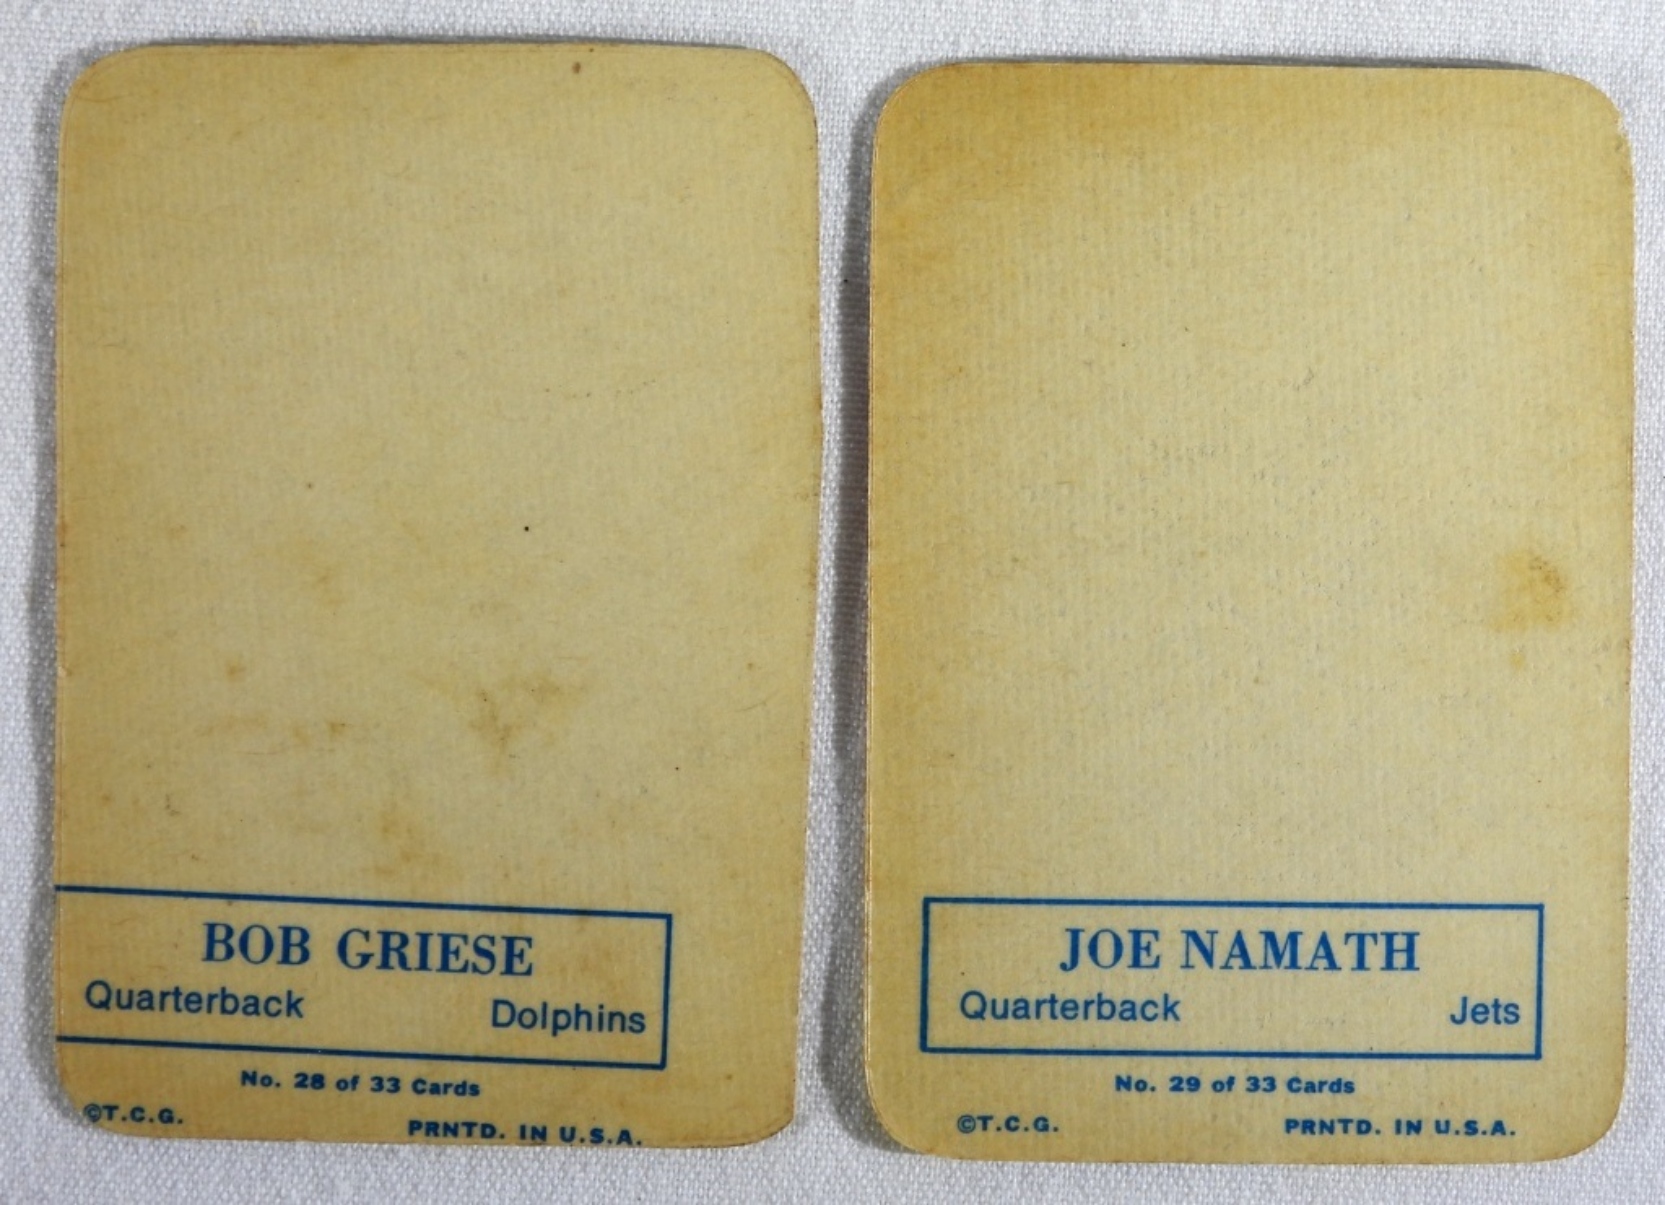 BOB GRIESE
Quarterback Dolphins
No. 28 of 33 Cards
©T.C.G. PRNTD. IN U.S.A.
JOE NAMATH
Quarterback Jets
No. 29 of 33 Cards
©T.C.G. PRNTD. IN U.S.A.